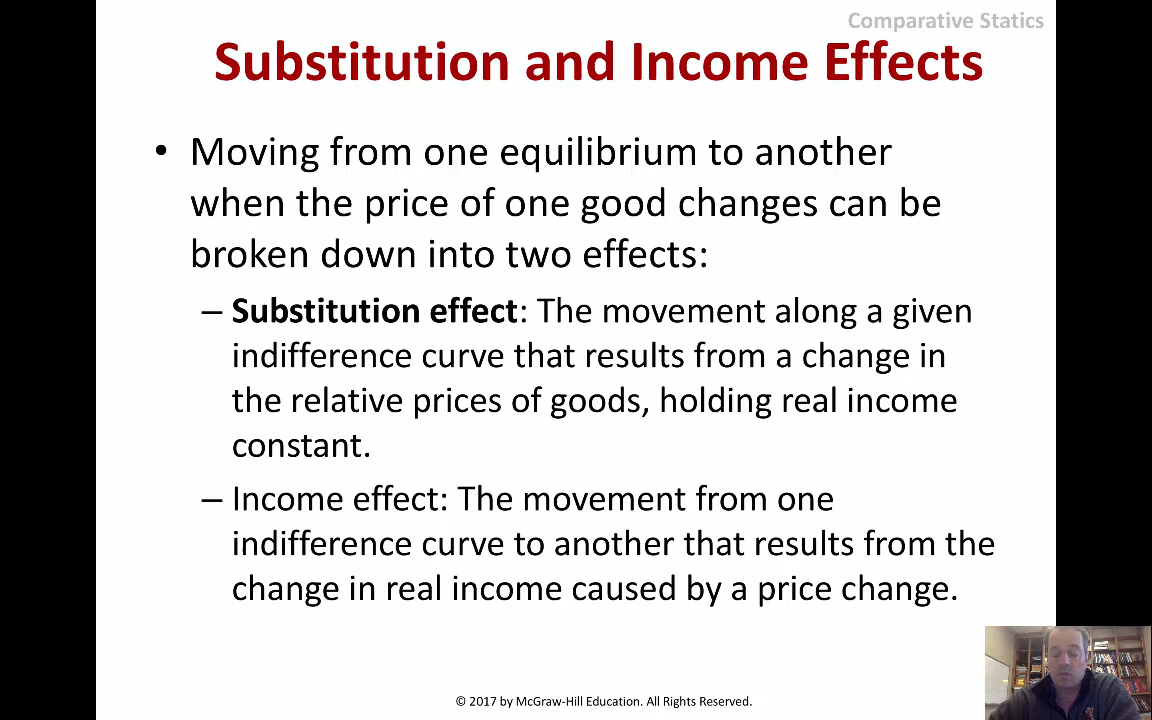 Comparative Statics
Substitution and Income Effects
• Moving from one equilibrium to another
when the price of one good changes can be
broken down into two effects:
– Substitution effect: The movement along a given
indifference curve that results from a change in
the relative prices of goods, holding real income
constant.
– Income effect: The movement from one
indifference curve to another that results from the
change in real income caused by a price change.
© 2017 by McGraw-Hill Education. All Rights Reserved.